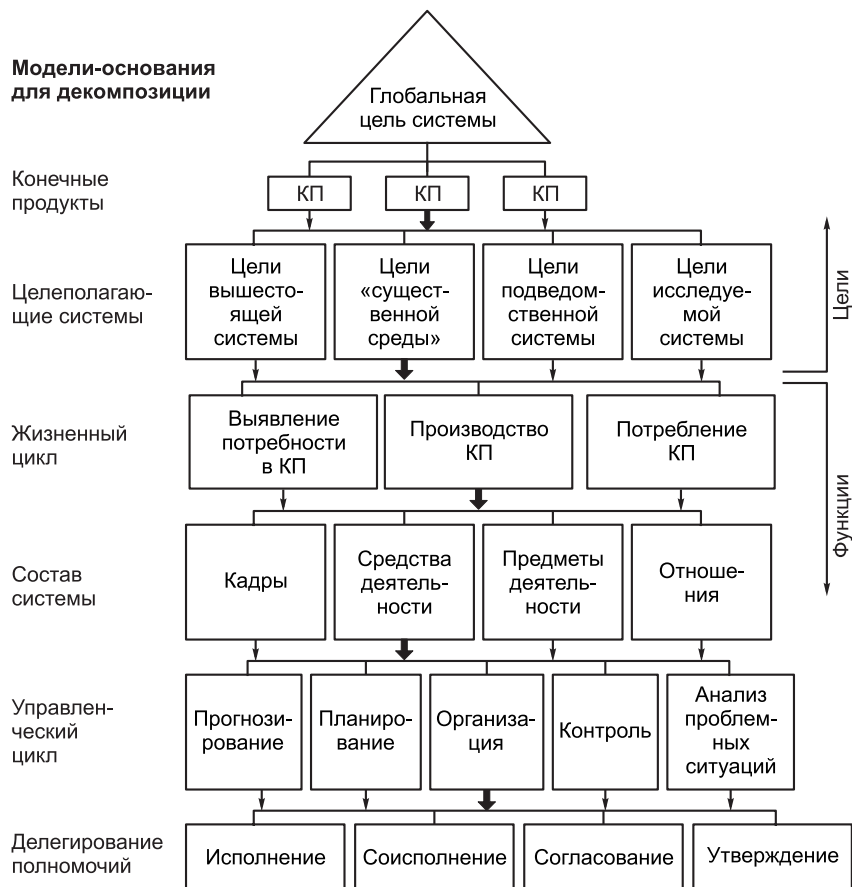 Модели-основания
для декомпозиции
Глобальная
цель системы
Конечные
продукты
КП
КП
КП
Целеполагаю-
щие системы
Цели
вышесто-
ящей
системы
Цели
«сущест-
венной
среды»
Цели
подведом-
ственной
системы
Цели
исследуе-
мой
системы
Цели
Жизненный
цикл
Выявление
потребности
в КП
Производство
КП
Потребление
КП
Функции
Состав
системы
Кадры
Средства
деятель-
ности
Предметы
деятель-
ности
Отноше-
ния
Управлен-
ческий
цикл
Прогнози-
рование
Планиро-
вание
Организа-
ция
Контроль
Анализ
проблем-
ных
ситуаций
Делегирование
полномочий
Исполнение
Соисполнение
Согласование
Утверждение